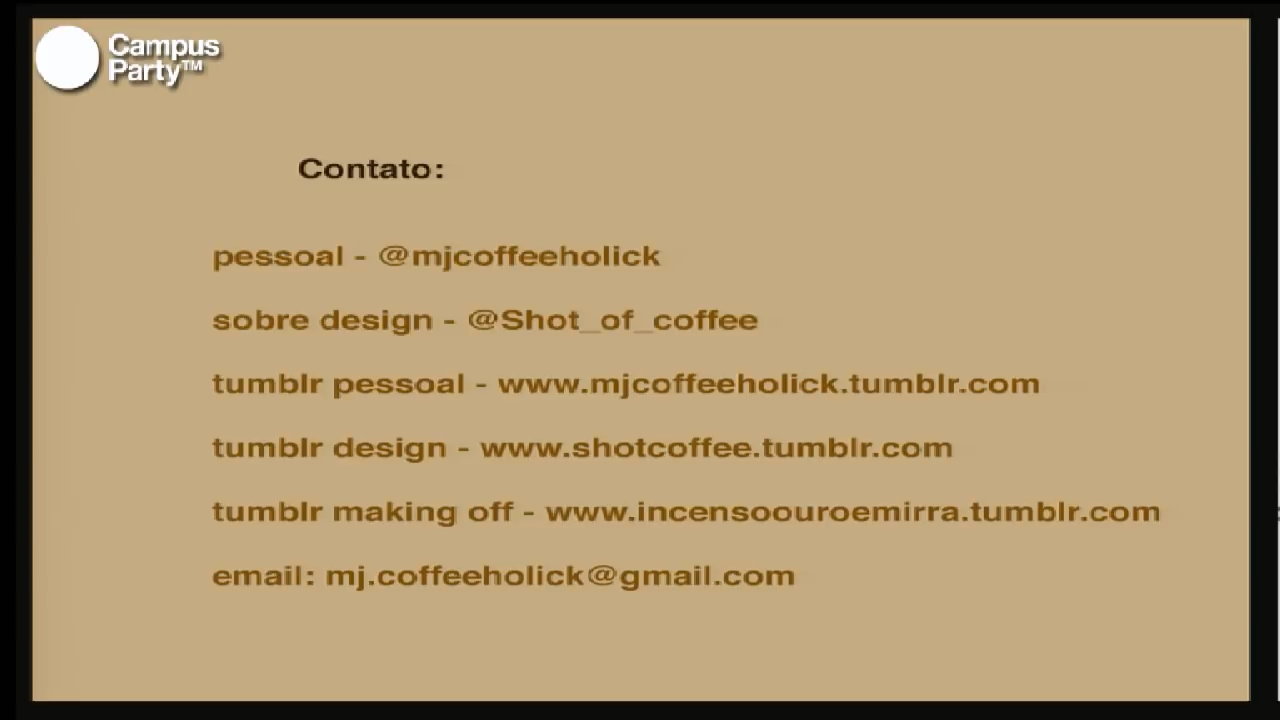 Campus
Party™
Contato:
pessoal - @mjcoffeeholick
sobre design - @Shot_of_coffee
tumblr pessoal - www.mjcoffeeholick.tumblr.com
tumblr design - www.shotcoffee.tumblr.com
tumblr making off - www.incensoouroemirra.tumblr.com
email: mj.coffeeholick@gmail.com